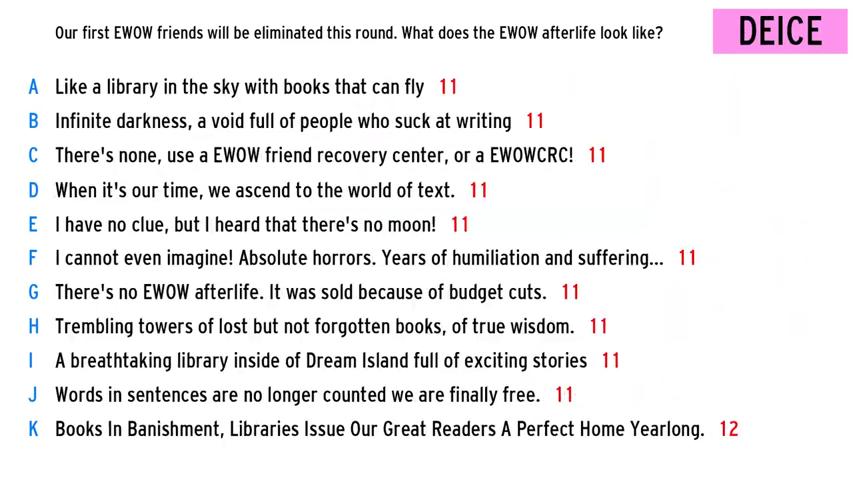 Our first EWOW friends will be eliminated this round. What does the EWOW afterlife look like?
DEICE
A Like a library in the sky with books that can fly 11
B Infinite darkness, a void full of people who suck at writing 11
C There's none, use a EWOW friend recovery center, or a EWOWCRC! 11
D When it's our time, we ascend to the world of text. 11
E I have no clue, but I heard that there's no moon! 11
F I cannot even imagine! Absolute horrors. Years of humiliation and suffering... 11
G There's no EWOW afterlife. It was sold because of budget cuts. 11
H Trembling towers of lost but not forgotten books, of true wisdom. 11
I A breathtaking library inside of Dream Island full of exciting stories 11
J Words in sentences are no longer counted we are finally free. 11
K Books In Banishment, Libraries Issue Our Great Readers A Perfect Home Yearlong. 12